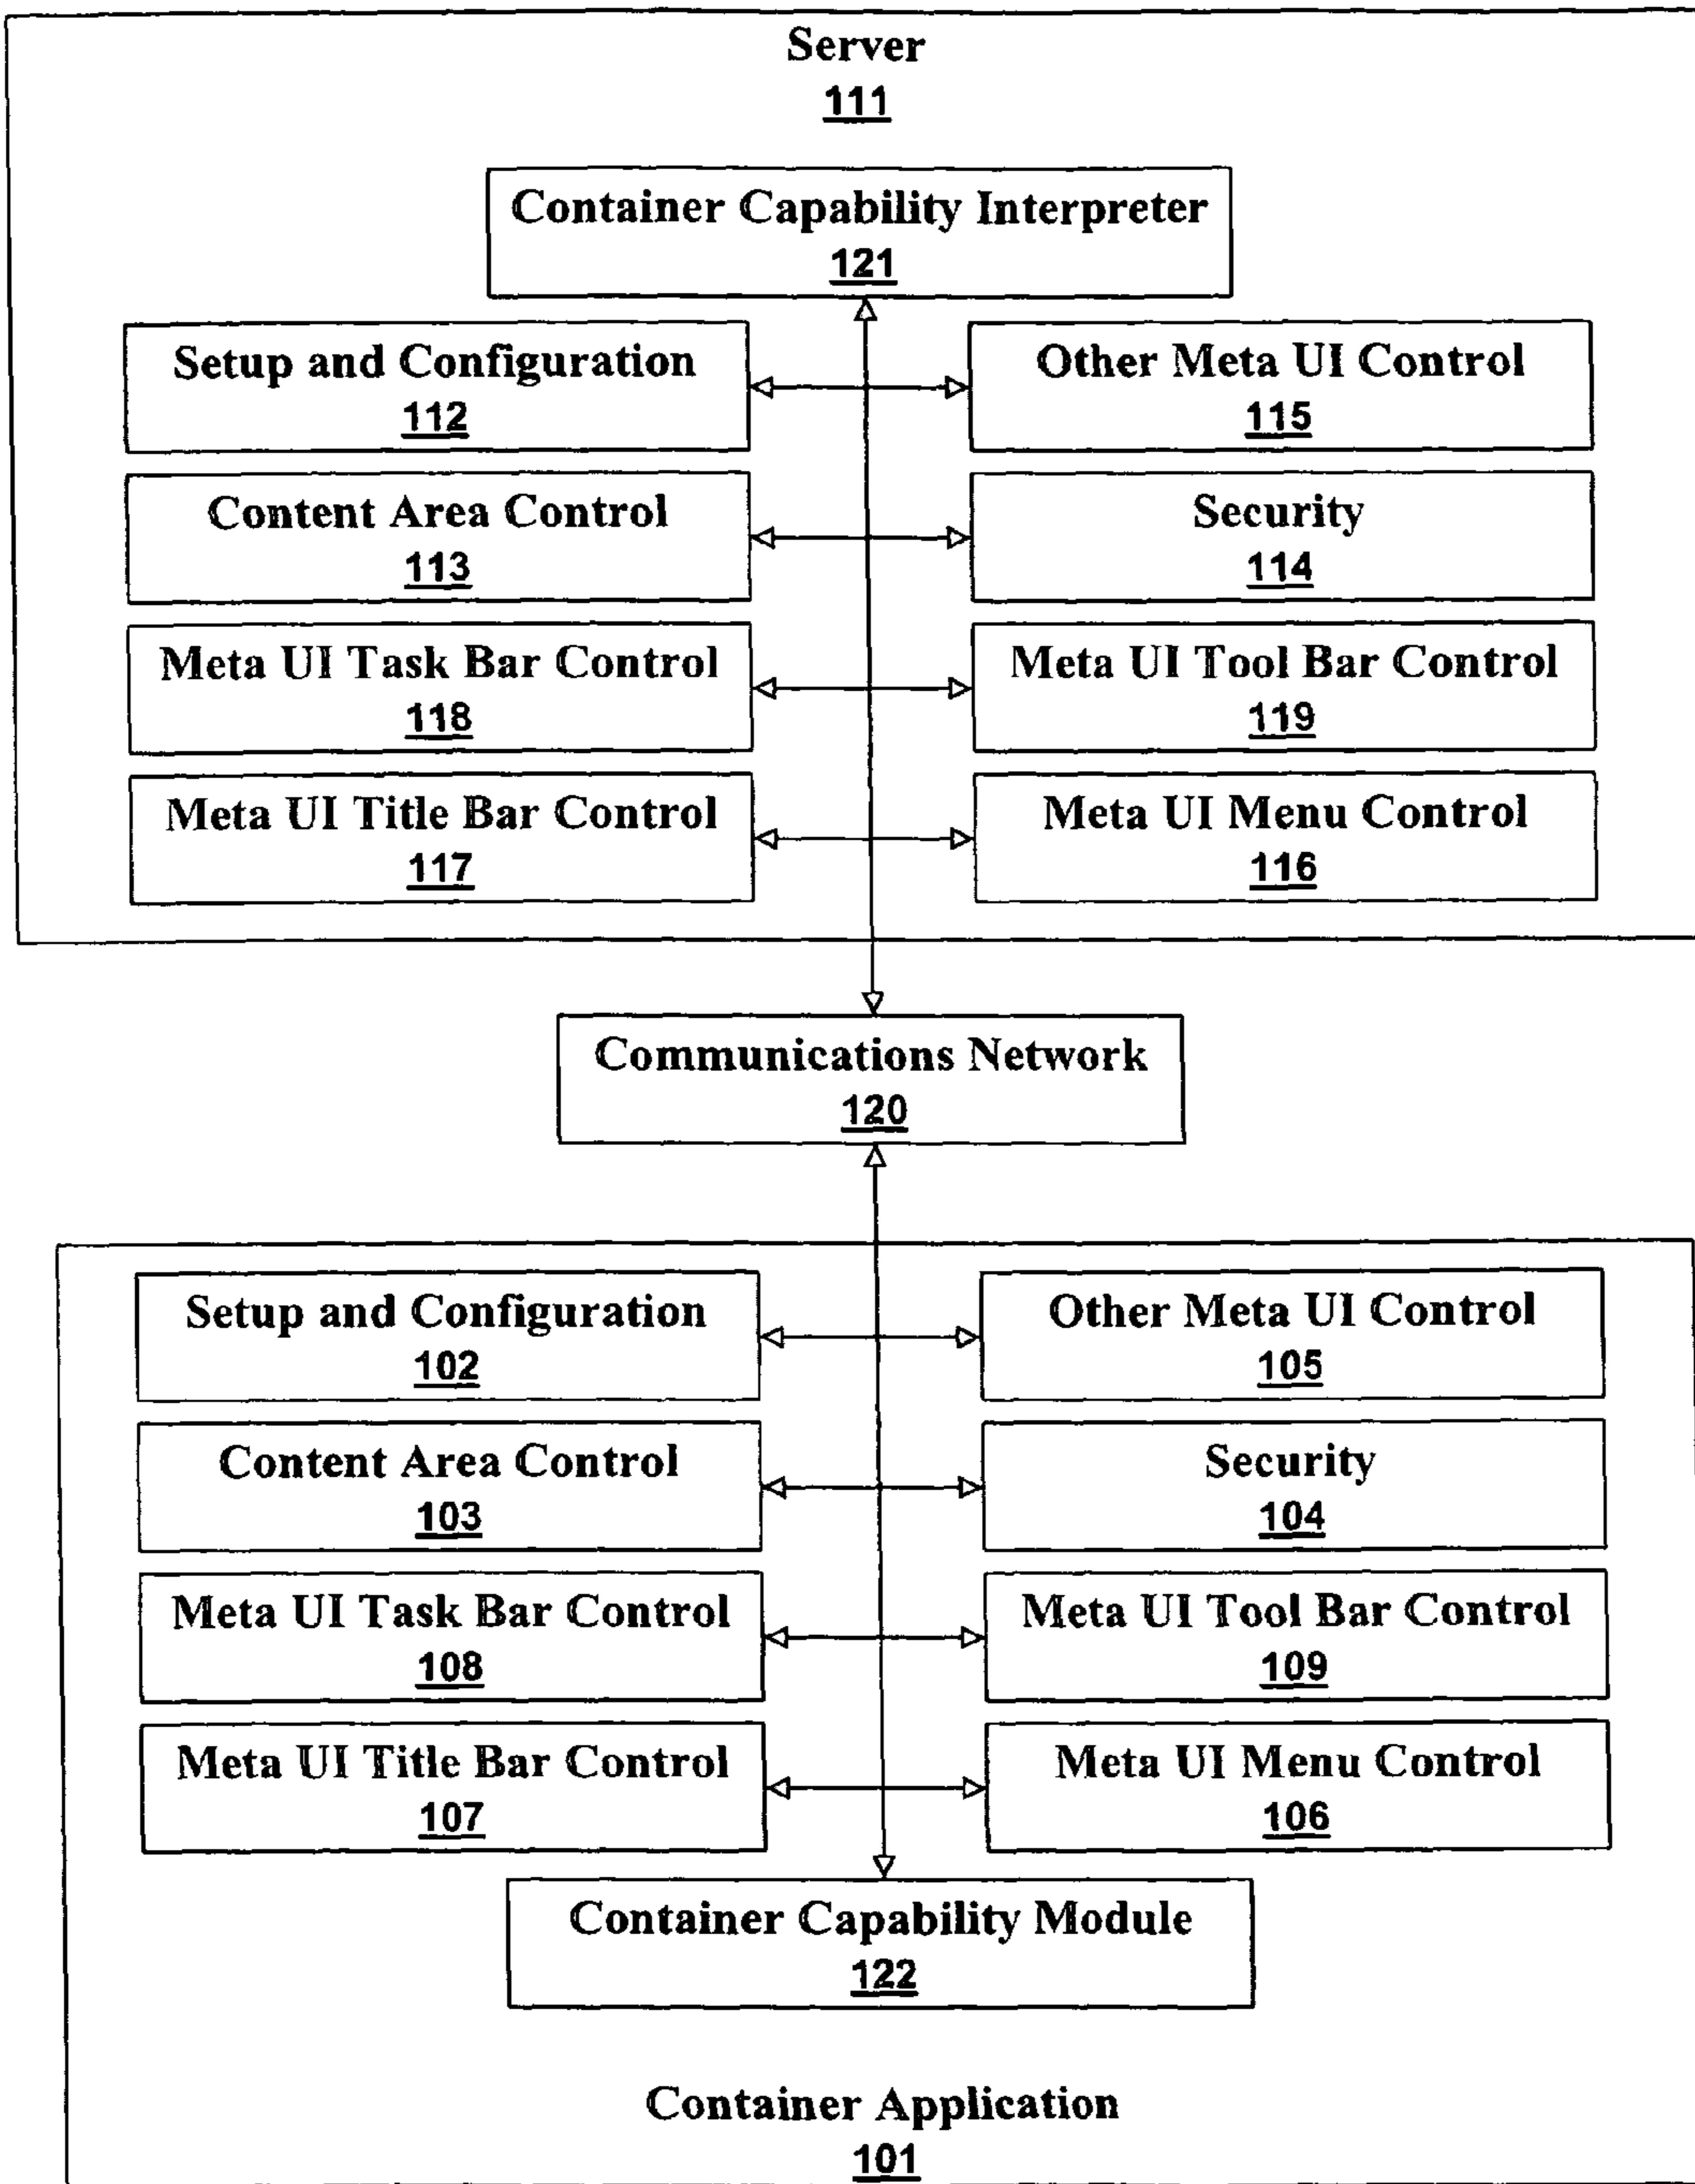 Server
111
Container Capability Interpreter
121
Setup and Configuration
112
Other Meta UI Control
115
Content Area Control
113
Security
114
Meta UI Task Bar Control
118
Meta UI Tool Bar Control
119
Meta UI Title Bar Control
117
Meta UI Menu Control
116
Communications Network
120
Setup and Configuration
102
Other Meta UI Control
105
Content Area Control
103
Security
104
Meta UI Task Bar Control
108
Meta UI Tool Bar Control
109
Meta UI Title Bar Control
107
Meta UI Menu Control
106
Container Capability Module
122
Container Application
101